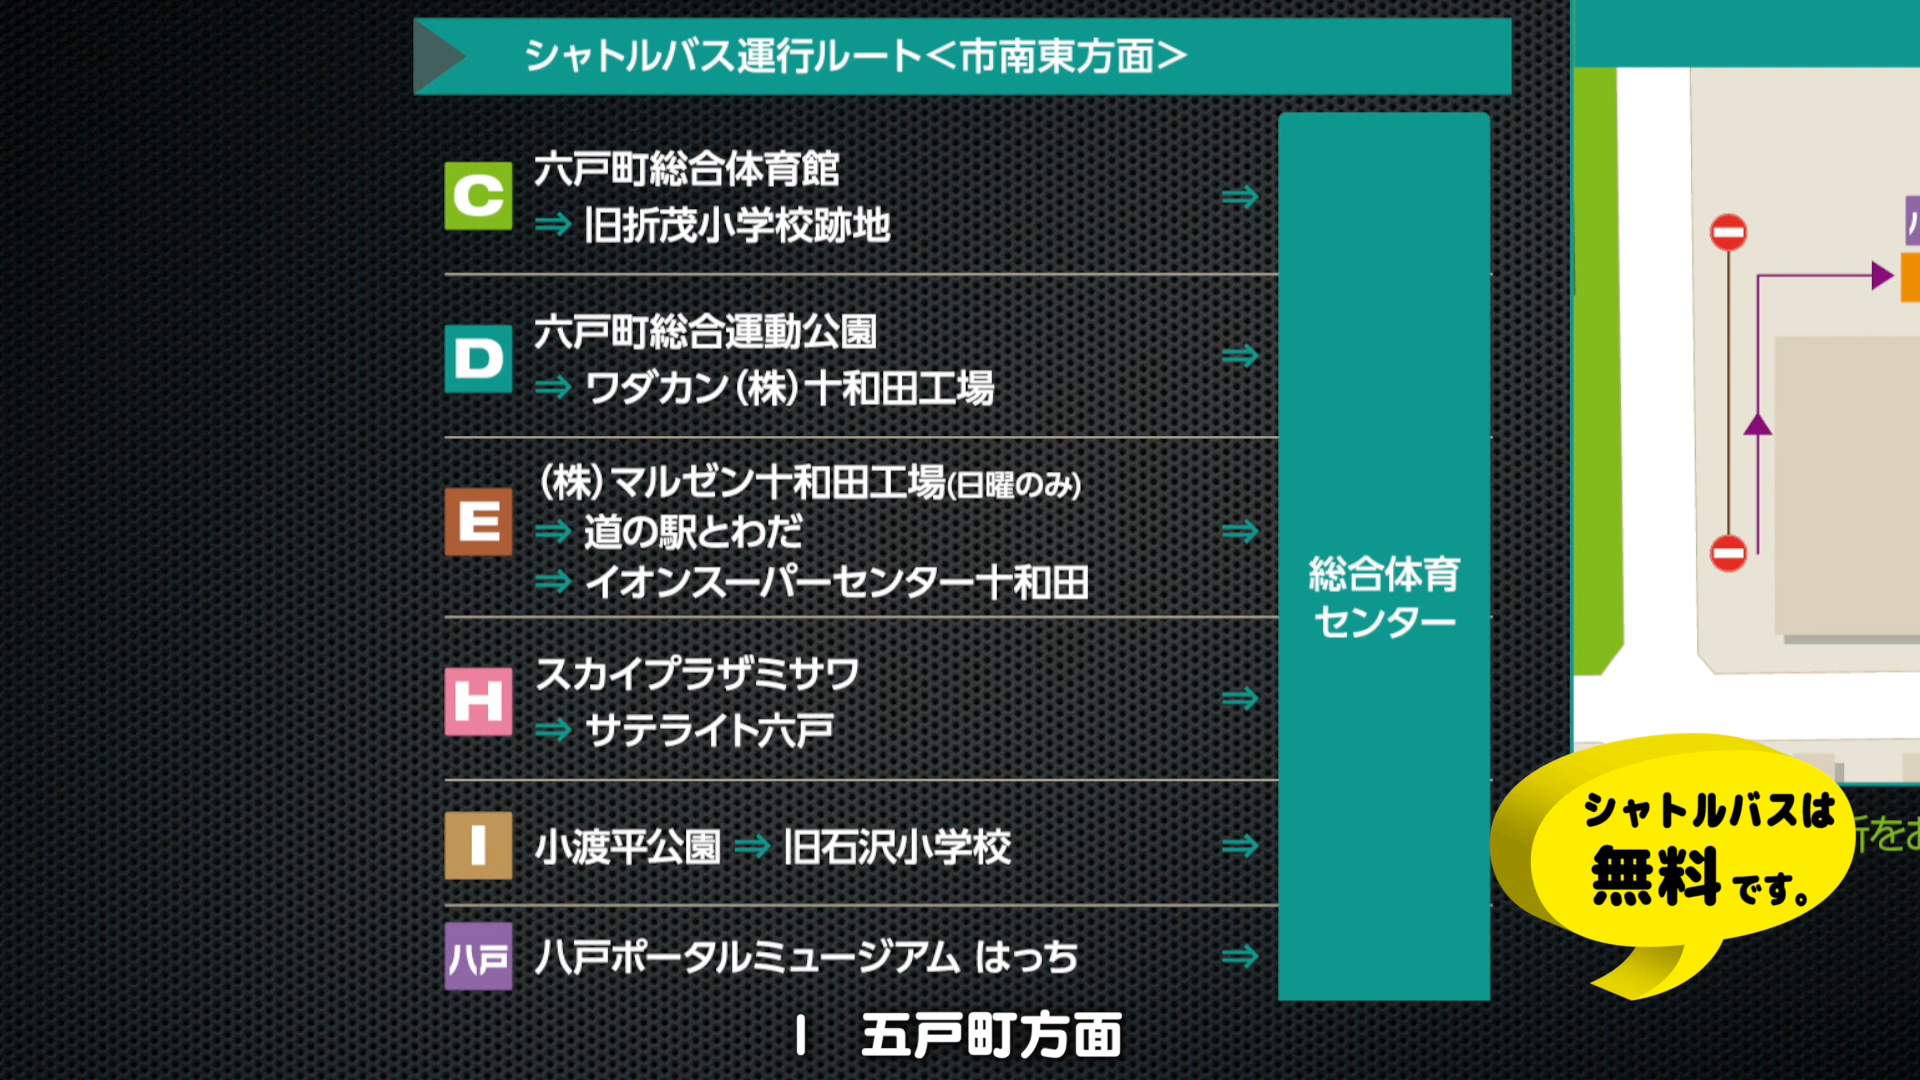 シャトルバス運行ルート＜市南東方面＞
C
六戸町総合体育館
⇒ 旧折茂小学校跡地 ⇒
D
六戸町総合運動公園
⇒ ワダカン（株）十和田工場 ⇒
E
（株）マルゼン十和田工場(日曜のみ)
⇒ 道の駅とわだ ⇒
⇒ イオンスーパーセンター十和田
H
スカイプラザミサワ
⇒ サテライト六戸 ⇒
I 小渡平公園 ⇒ 旧石沢小学校 ⇒
八戸 八戸ポータルミュージアム はっち ⇒
総合体育
センター
I 五戸町方面
シャトルバスは
無料です。